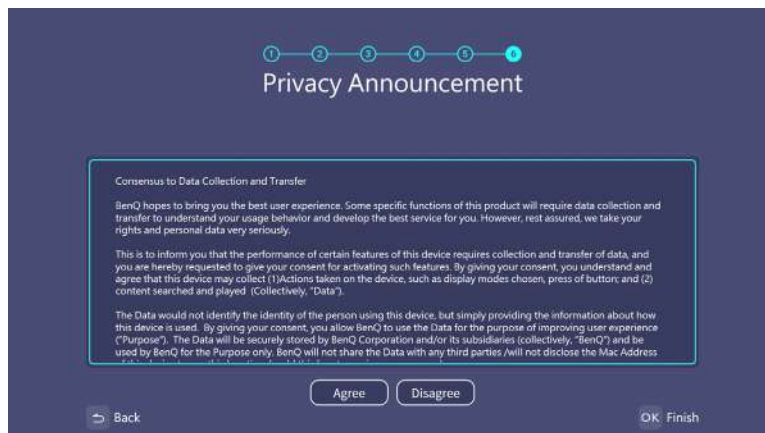 1 2 3 4 5 6
Privacy Announcement
Consensus to Data Collection and Transfer
BenQ hopes to bring you the best user experience. Some specific functions of this product will require data collection and
transfer to understand your usage behavior and develop the best service for you. However, rest assured, we take your
rights and personal data very seriously.
This is to inform you that the performance of certain features of this device requires collection and transfer of data, and
you are hereby requested to give your consent for activating such features. By giving your consent, you understand and
agree that this device may collect (1)Actions taken on the device, such as display modes chosen, press of button; and (2)
content searched and played (Collectively, "Data").
The Data would not identify the identity of the person using this device, but simply providing the information about how
this device is used. By giving your consent, you allow BenQ to use the Data for the purpose of improving user experience
("Purpose"). The Data will be securely stored by BenQ Corporation and/or its subsidiaries (collectively, "BenQ") and be
used by BenQ for the Purpose only. BenQ will not share the Data with any third parties /will not disclose the Mac Address
Agree Disagree
Back OK Finish